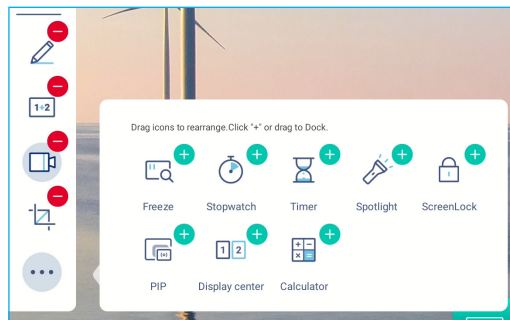 1÷2
Drag icons to rearrange.Click "+" or drag to Dock.
Freeze Stopwatch Timer Spotlight ScreenLock
1 2
PIP Display center Calculator